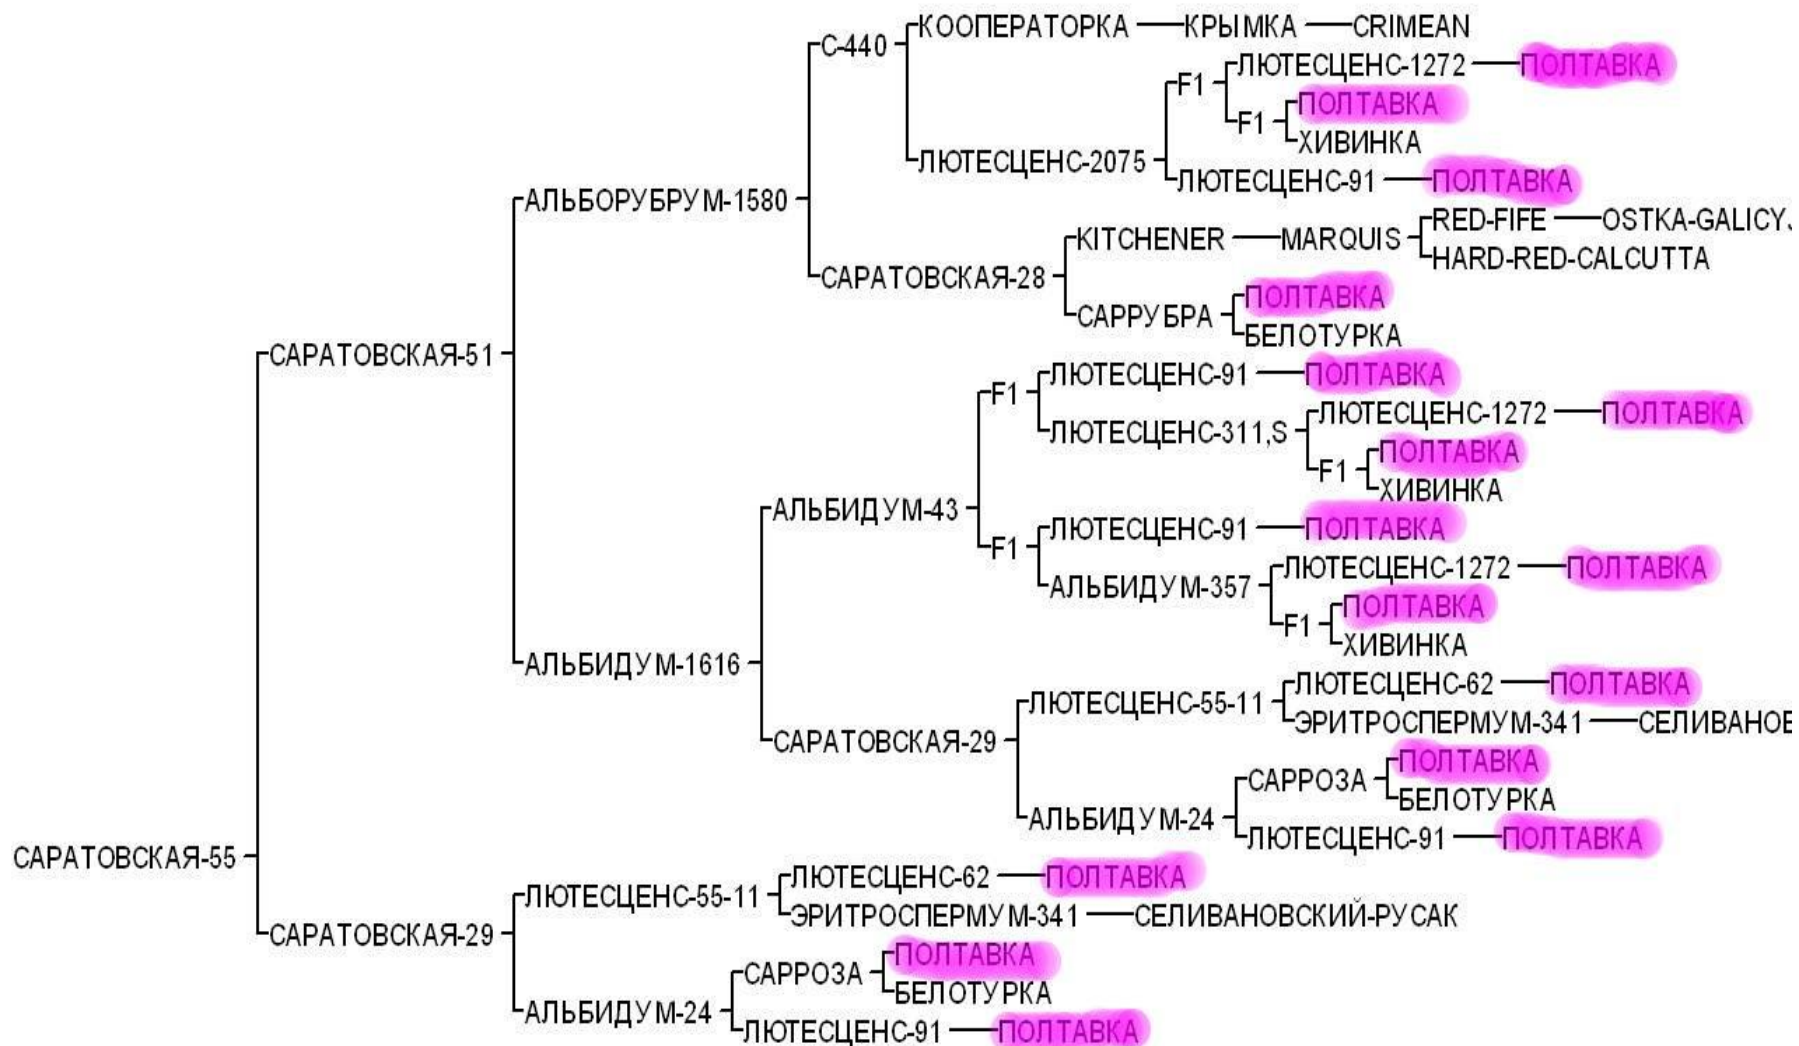 КООПЕРАТОРКА КРЫМКА CRIMEAN
С-440
ЛЮТЕСЦЕНС-1272 ПОЛТАВКА
F1
ПОЛТАВКА
F1
ХИВИНКА
ЛЮТЕСЦЕНС-2075
ЛЮТЕСЦЕНС-91 ПОЛТАВКА
АЛЬБОРУБРУМ-1580
RED-FIFE OSTKA-GALICYJ
KITCHENER MARQUIS
HARD-RED-CALCUTTA
САРАТОВСКАЯ-28
ПОЛТАВКА
САРРУБРА
БЕЛОТУРКА
САРАТОВСКАЯ-51
ЛЮТЕСЦЕНС-91 ПОЛТАВКА
F1
ЛЮТЕСЦЕНС-1272 ПОЛТАВКА
ЛЮТЕСЦЕНС-311,S
ПОЛТАВКА
F1
ХИВИНКА
АЛЬБИДУМ-43
ЛЮТЕСЦЕНС-91 ПОЛТАВКА
F1
ЛЮТЕСЦЕНС-1272 ПОЛТАВКА
АЛЬБИДУМ-357
ПОЛТАВКА
F1
ХИВИНКА
АЛЬБИДУМ-1616
ЛЮТЕСЦЕНС-62 ПОЛТАВКА
ЛЮТЕСЦЕНС-55-11
ЭРИТРОСПЕРМУМ-341 СЕЛИВАНОВ
САРАТОВСКАЯ-29
ПОЛТАВКА
САРРОЗА
БЕЛОТУРКА
АЛЬБИДУМ-24
ЛЮТЕСЦЕНС-91 ПОЛТАВКА
САРАТОВСКАЯ-55
ЛЮТЕСЦЕНС-62 ПОЛТАВКА
ЛЮТЕСЦЕНС-55-11
ЭРИТРОСПЕРМУМ-341 СЕЛИВАНОВСКИЙ-РУСАК
САРАТОВСКАЯ-29
ПОЛТАВКА
САРРОЗА
БЕЛОТУРКА
АЛЬБИДУМ-24
ЛЮТЕСЦЕНС-91 ПОЛТАВКА